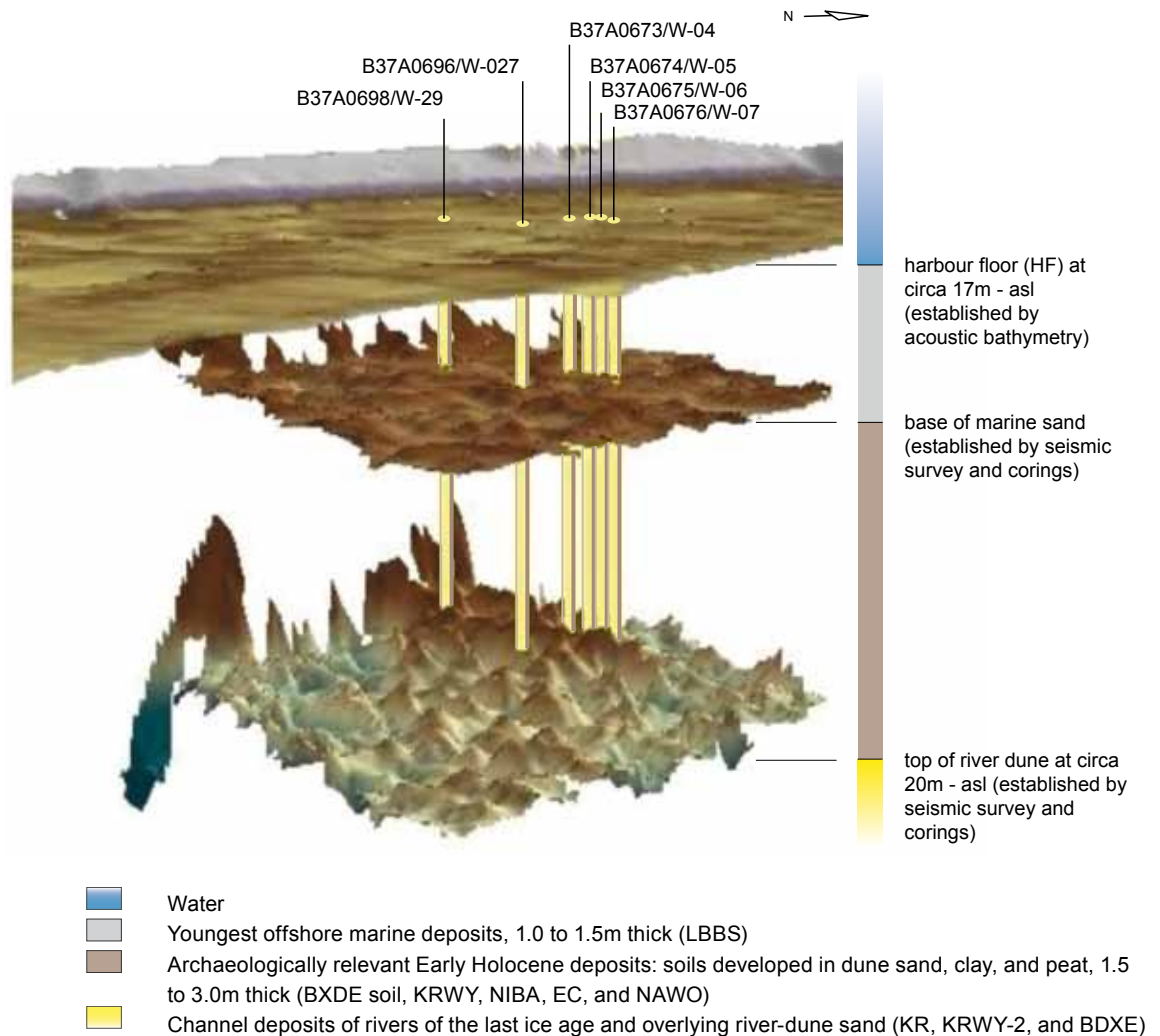 N
B37A0673/W-04
B37A0696/W-027
B37A0674/W-05
B37A0675/W-06
B37A0698/W-29
B37A0676/W-07
harbour floor (HF) at
circa 17m - asl
(established by
acoustic bathymetry)
base of marine sand
(established by seismic
survey and corings)
top of river dune at circa
20m - asl (established by
seismic survey and
corings)
Water
Youngest offshore marine deposits, 1.0 to 1.5m thick (LBBS)
Archaeologically relevant Early Holocene deposits: soils developed in dune sand, clay, and peat, 1.5
to 3.0m thick (BXDE soil, KRWY, NIBA, EC, and NAWO)
Channel deposits of rivers of the last ice age and overlying river-dune sand (KR, KRWY-2, and BDXE)